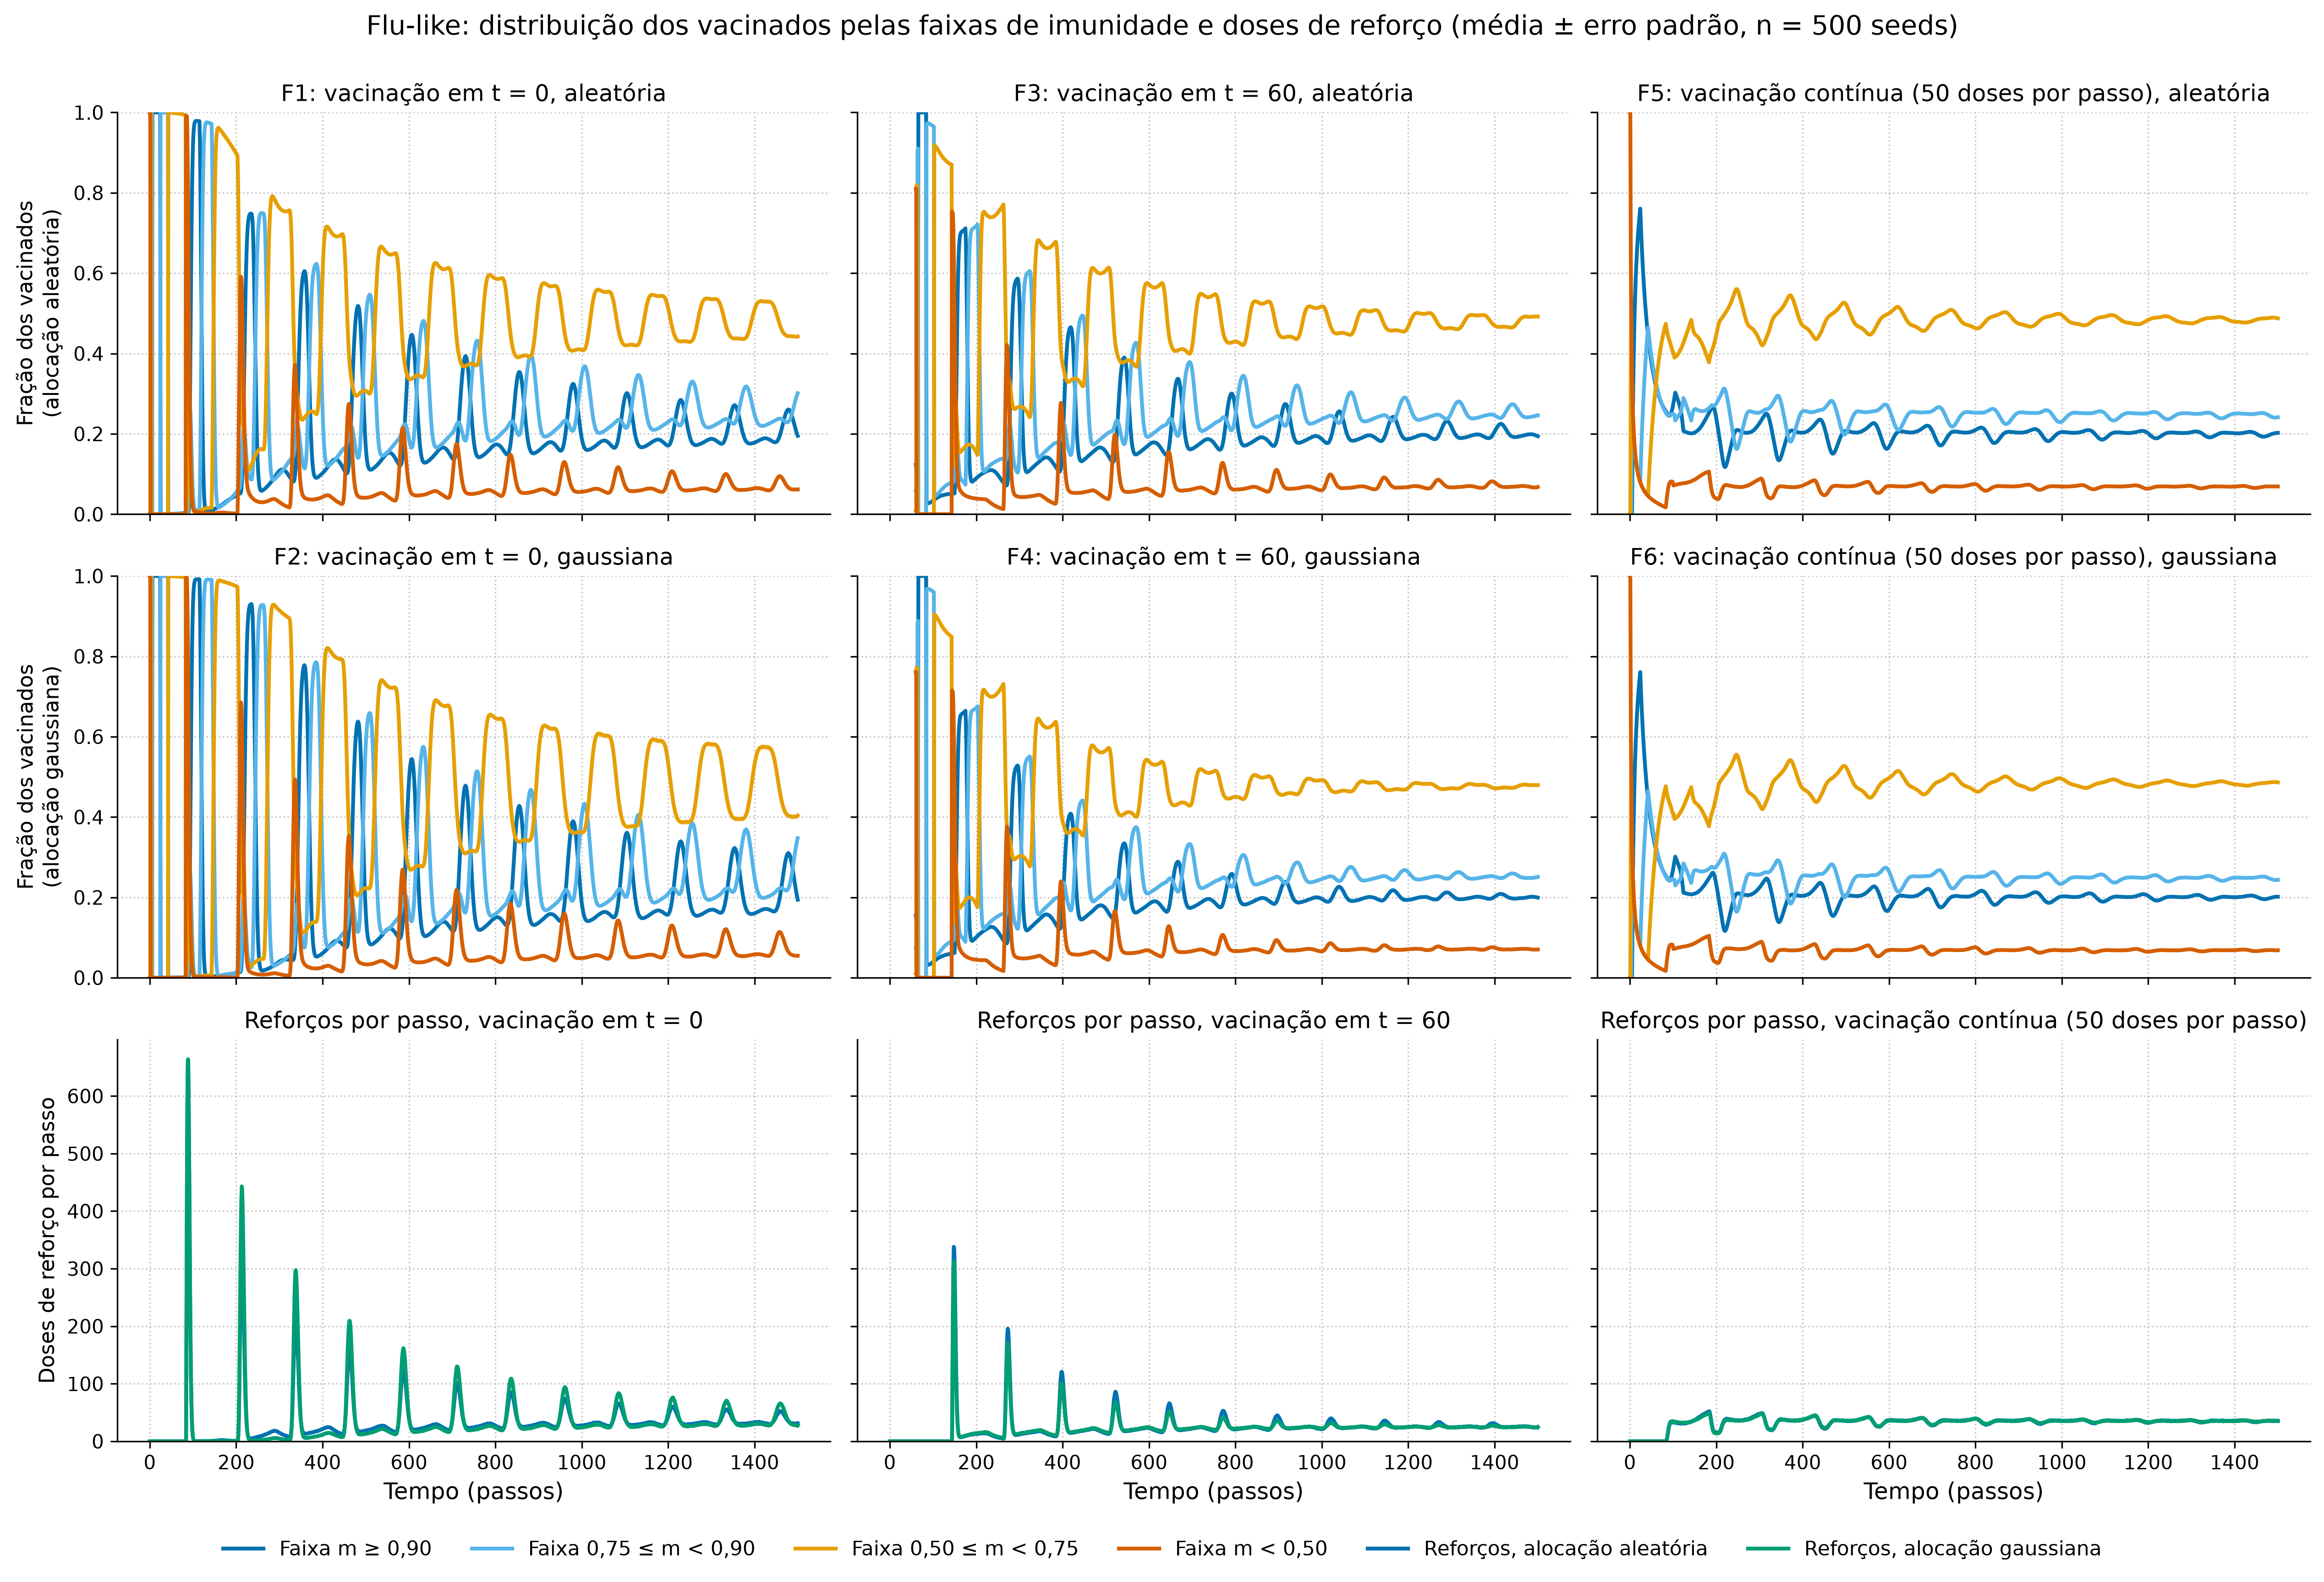 Flu-like: distribuição dos vacinados pelas faixas de imunidade e doses de reforço (média ± erro padrão, n = 500 seeds)
F1: vacinação em t = 0, aleatória
F3: vacinação em t = 60, aleatória
F5: vacinação contínua (50 doses por passo), aleatória
Fração dos vacinados
(alocação aleatória)
1.0
0.8
0.6
0.4
0.2
0.0
F2: vacinação em t = 0, gaussiana
F4: vacinação em t = 60, gaussiana
F6: vacinação contínua (50 doses por passo), gaussiana
Fração dos vacinados
(alocação gaussiana)
1.0
0.8
0.6
0.4
0.2
0.0
Reforços por passo, vacinação em t = 0
Reforços por passo, vacinação em t = 60
Reforços por passo, vacinação contínua (50 doses por passo)
Doses de reforço por passo
600
500
400
300
200
100
0
0 200 400 600 800 1000 1200 1400
0 200 400 600 800 1000 1200 1400
0 200 400 600 800 1000 1200 1400
Tempo (passos)
Tempo (passos)
Tempo (passos)
Faixa m ≥ 0,90
Faixa 0,75 ≤ m < 0,90
Faixa 0,50 ≤ m < 0,75
Faixa m < 0,50
Reforços, alocação aleatória
Reforços, alocação gaussiana